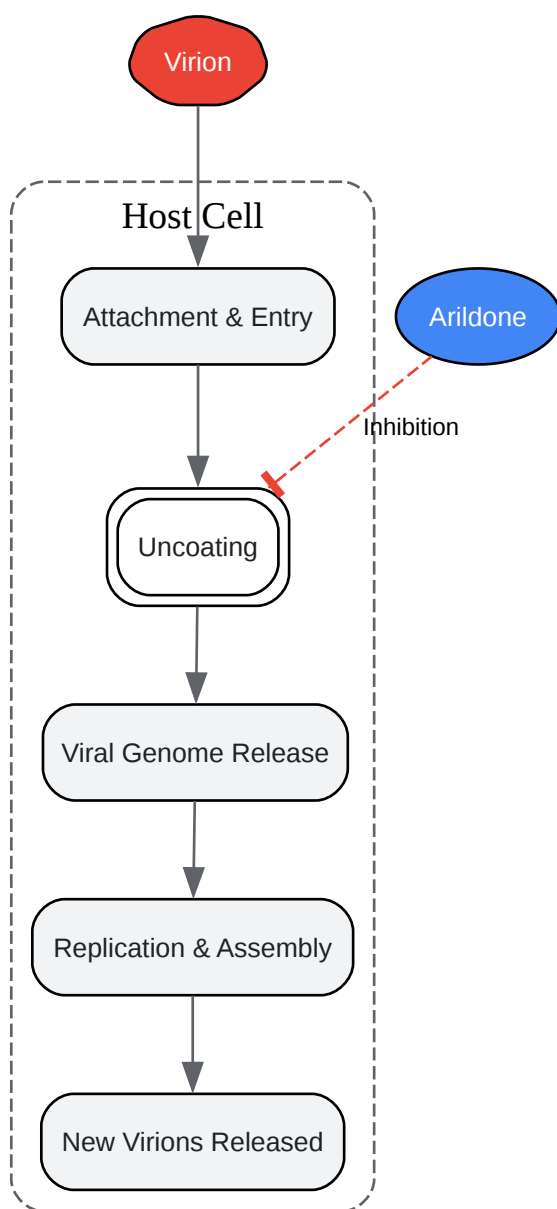 Virion
Host Cell
Attachment & Entry
Arildone
Inhibition
Uncoating
Viral Genome Release
Replication & Assembly
New Virions Released